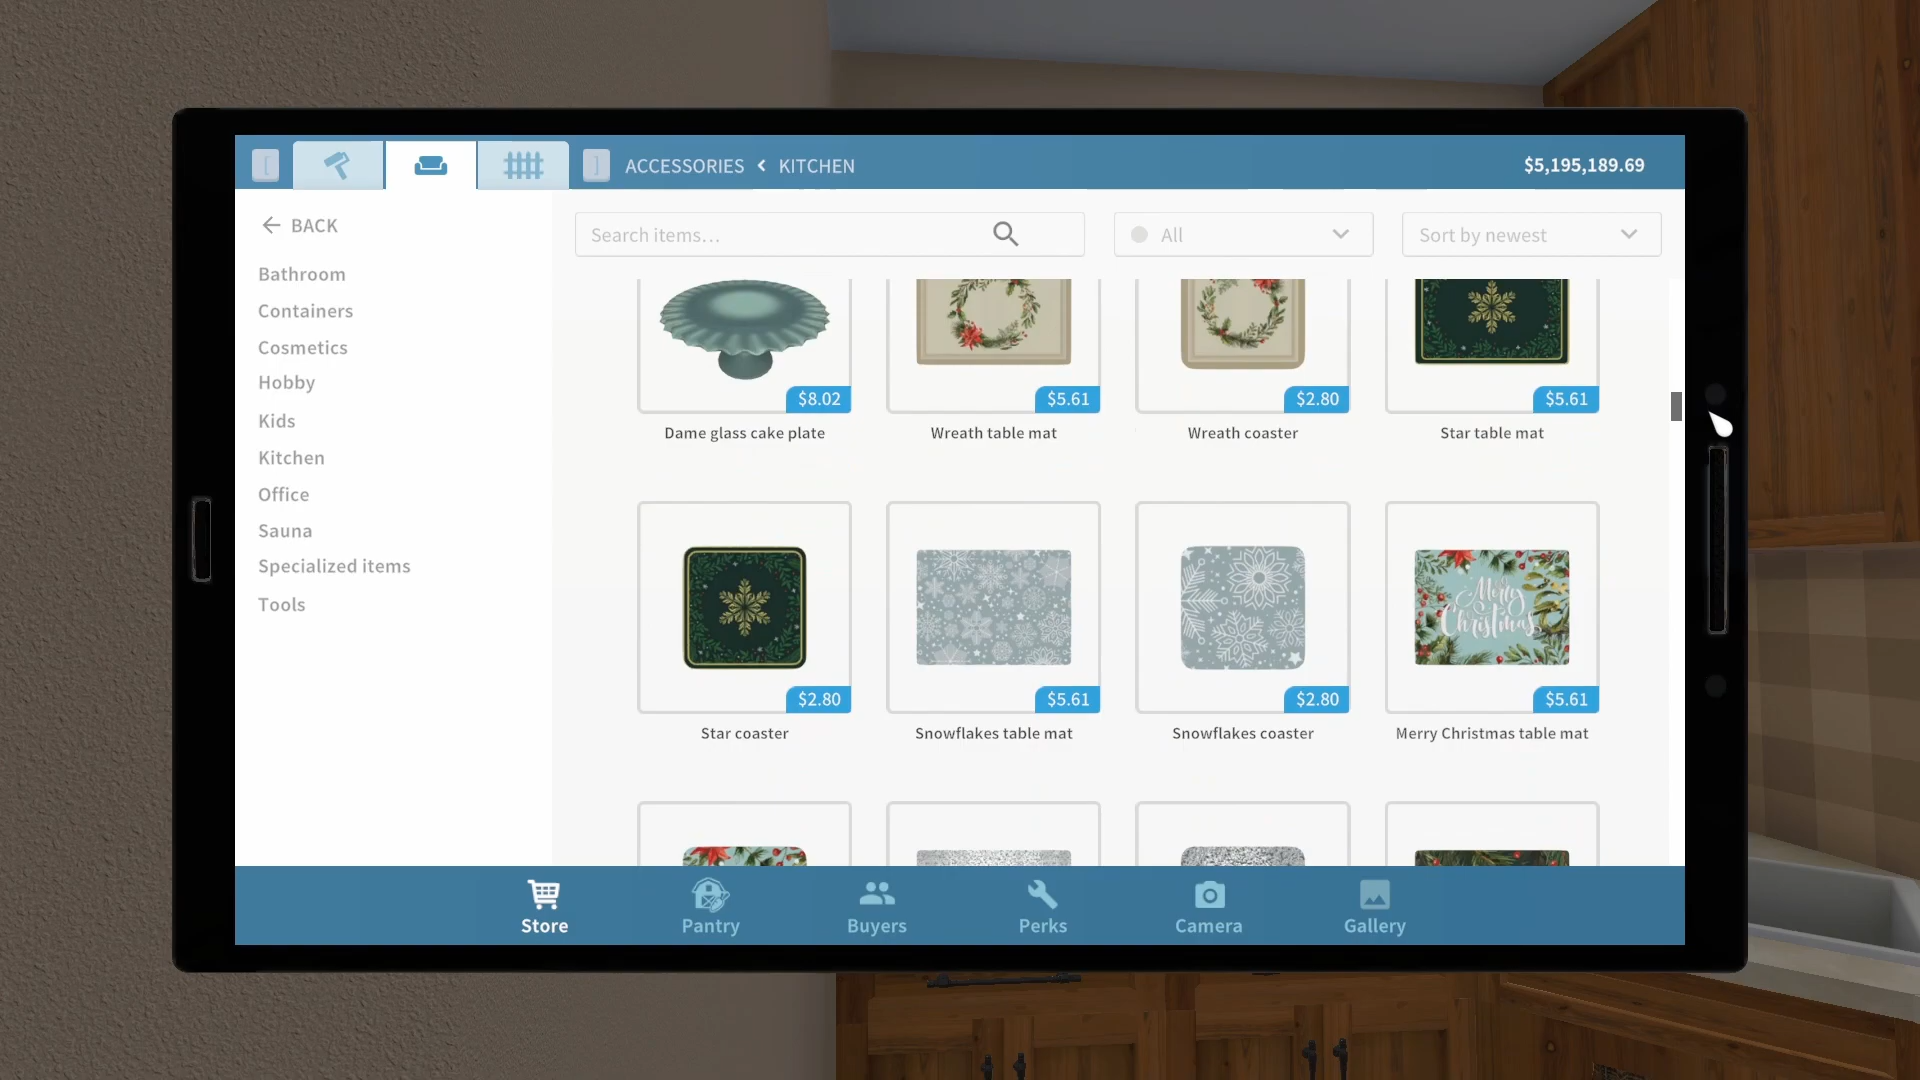 [
]
ACCESSORIES < KITCHEN
$5,195,189.69
BACK
Search items...
All
Sort by newest
Bathroom
Containers
Cosmetics
Hobby
Kids
Kitchen
Office
Sauna
Specialized items
Tools
$8.02
$5.61
$2.80
$5.61
Dame glass cake plate
Wreath table mat
Wreath coaster
Star table mat
Merry
Christmas
$2.80
$5.61
$2.80
$5.61
Star coaster
Snowflakes table mat
Snowflakes coaster
Merry Christmas table mat
Store
Pantry
Buyers
Perks
Camera
Gallery